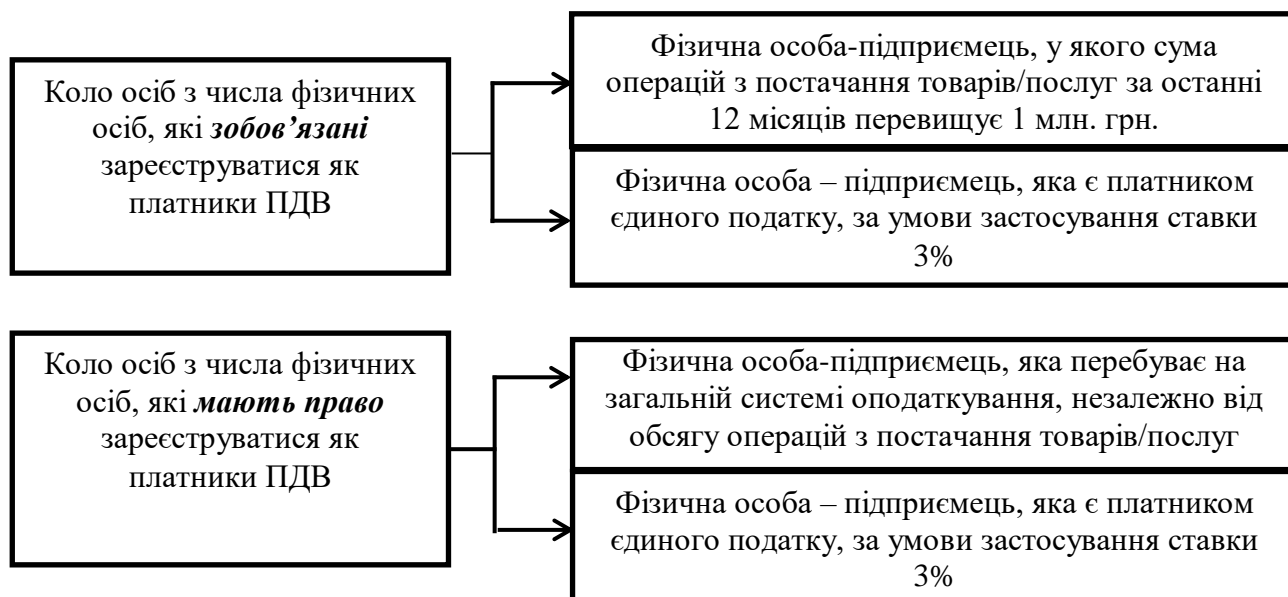 Коло осіб з числа фізичних
осіб, які зобов’язані
зареєструватися як
платники ПДВ
Фізична особа-підприємець, у якого сума
операцій з постачання товарів/послуг за останні
12 місяців перевищує 1 млн. грн.
Фізична особа – підприємець, яка є платником
єдиного податку, за умови застосування ставки
3%
Коло осіб з числа фізичних
осіб, які мають право
зареєструватися як
платники ПДВ
Фізична особа-підприємець, яка перебуває на
загальній системі оподаткування, незалежно від
обсягу операцій з постачання товарів/послуг
Фізична особа – підприємець, яка є платником
єдиного податку, за умови застосування ставки
3%